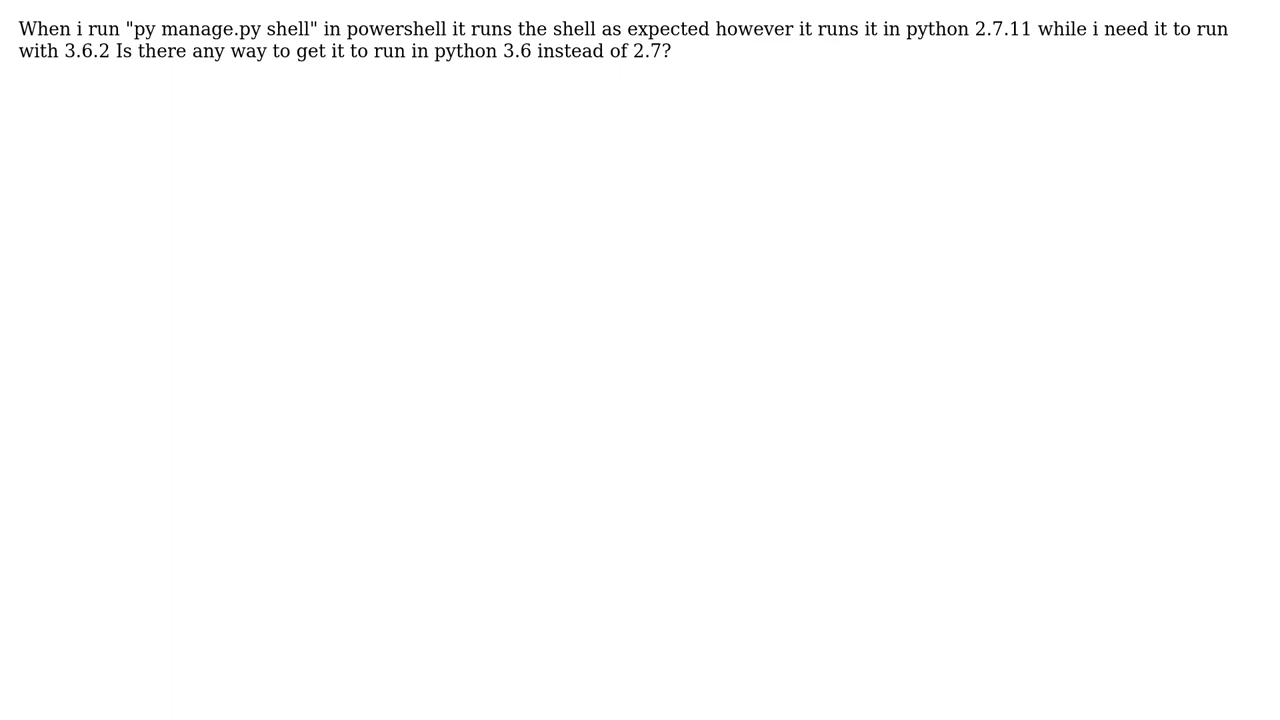 When i run "py manage.py shell" in powershell it runs the shell as expected however it runs it in python 2.7.11 while i need it to run
with 3.6.2 Is there any way to get it to run in python 3.6 instead of 2.7?